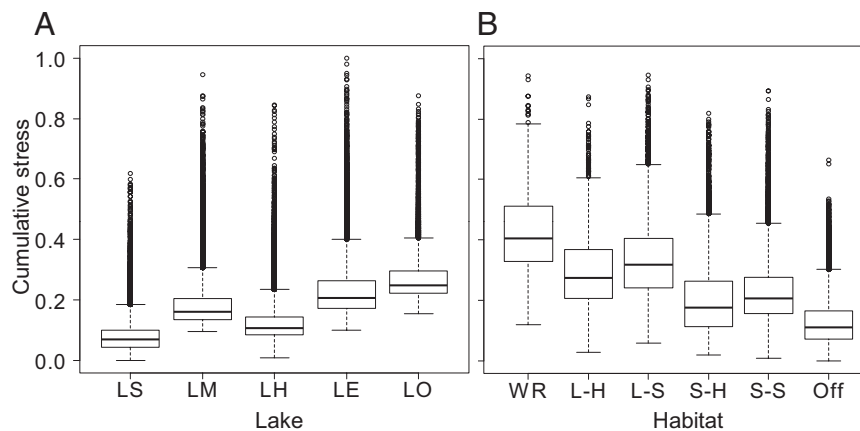 A
B
Cumulative stress
1.0
0.8
0.6
0.4
0.2
0.0
LS LM LH LE LO
WR L-H L-S S-H S-S Off
Lake
Habitat